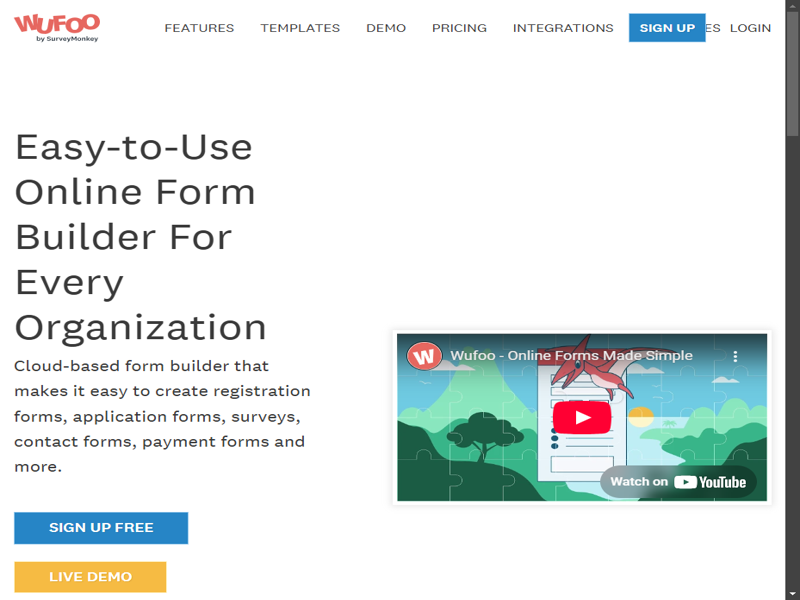 WUFOO
by SurveyMonkey
FEATURES TEMPLATES DEMO PRICING INTEGRATIONS SIGN UP ES LOGIN
Easy-to-Use
Online Form
Builder For
Every
Organization
Cloud-based form builder that
makes it easy to create registration
forms, application forms, surveys,
contact forms, payment forms and
more.
SIGN UP FREE
LIVE DEMO
W Wufoo - Online Forms Made Simple
Watch on YouTube